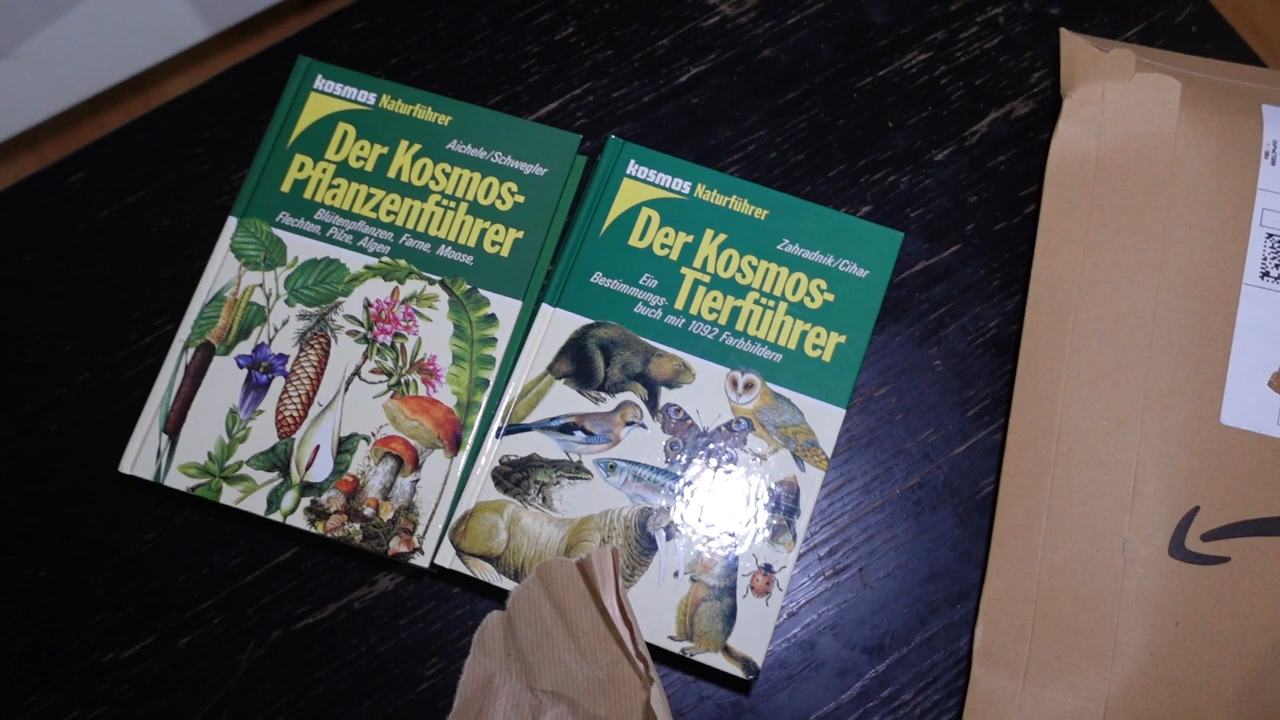 kosmos Naturführer
Aichele/Schwegler
Der Kosmos-
Pflanzenführer
Blütenpflanzen, Farne, Moose,
Flechten, Pilze, Algen
kosmos Naturführer
Zahradnik/Cihar
Der Kosmos-
Tierführer
Ein
Bestimmungs-
buch mit 1092 Farbbildern